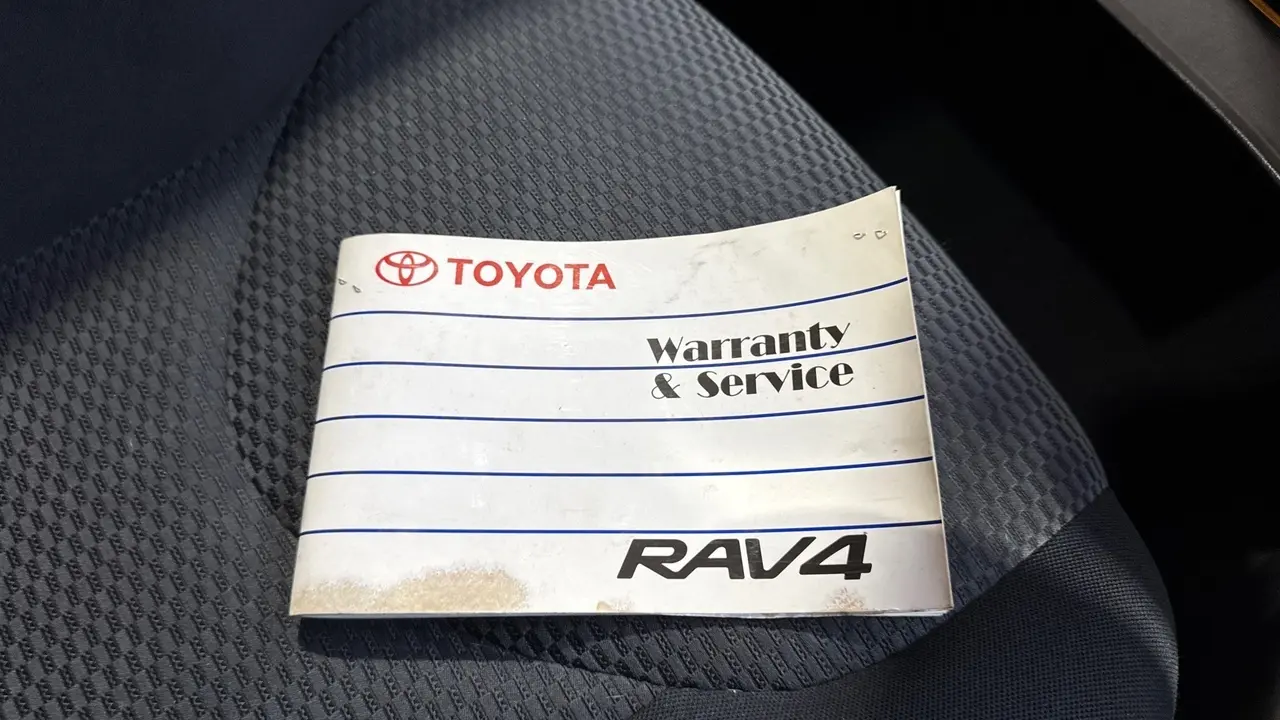 TOYOTA
Warranty
& Service
RAV4